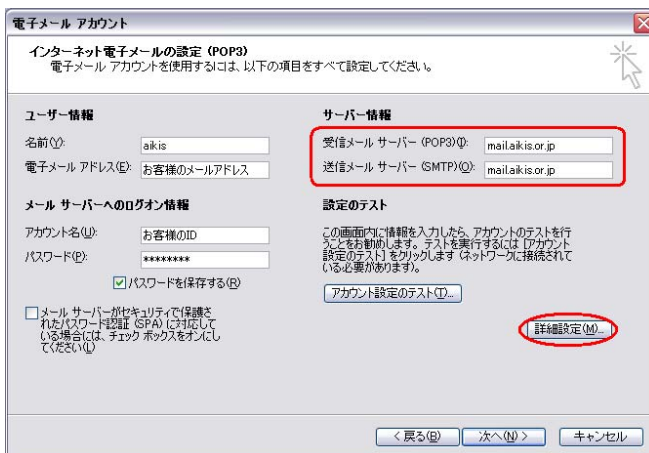 電子メール アカウント
インターネット電子メールの設定 (POP3)
電子メール アカウントを使用するには、以下の項目をすべて設定してください。
ユーザー情報
名前(Y):
aikis
電子メール アドレス(E):
お客様のメールアドレス
サーバー情報
受信メール サーバー (POP3)(I):
mail.aikis.or.jp
送信メール サーバー (SMTP)(O):
mail.aikis.or.jp
メール サーバーへのログオン情報
アカウント名(U):
お客様のID
パスワード(P):
********
パスワードを保存する(R)
メール サーバーがセキュリティで保護さ
れたパスワード認証 (SPA) に対応して
いる場合には、チェック ボックスをオンにし
てください(L)
設定のテスト
この画面内に情報を入力したら、アカウントのテストを行
うことをお勧めします。テストを実行するには [アカウント
設定のテスト] をクリックします (ネットワークに接続されて
いる必要があります)。
アカウント設定のテスト(T)...
詳細設定(M)...
< 戻る(B)
次へ(N) >
キャンセル